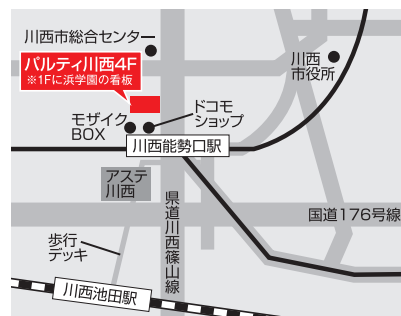 川西市総合センター
パルティ川西4F
※1Fに浜学園の看板
川西
市役所
モザイク
BOX
ドコモ
ショップ
川西能勢口駅
アステ
川西
県道川西篠山線
国道176号線
歩行
デッキ
川西池田駅